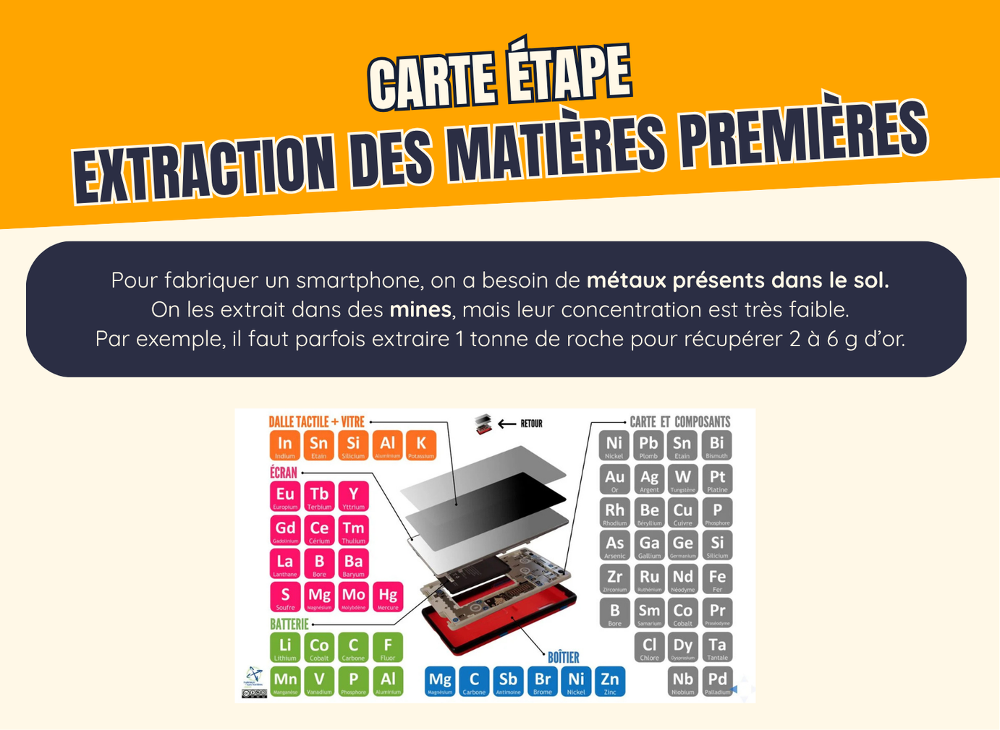 CARTE ÉTAPE
EXTRACTION DES MATIÈRES PREMIÈRES
Pour fabriquer un smartphone, on a besoin de métaux présents dans le sol.
On les extrait dans des mines, mais leur concentration est très faible.
Par exemple, il faut parfois extraire 1 tonne de roche pour récupérer 2 à 6 g d’or.
DALLE TACTILE + VITRE
In Sn Si Al K
Indium Etain Silicium Aluminium Potassium
ÉCRAN
Eu Tb Y
Europium Terbium Yttrium
Gd Ce Tm
Gadolinium Cérium Thulium
La B Ba
Lanthane Bore Baryum
S Mg Mo Hg
Soufre Magnésium Molybdène Mercure
BATTERIE
Li Co C F
Lithium Cobalt Carbone Fluor
Mn V P Al
Manganèse Vanadium Phosphore Aluminium
RETOUR
BOÎTIER
Mg C Sb Br Ni Zn
Magnésium Carbone Antimoine Brome Nickel Zinc
CARTE ET COMPOSANTS
Ni Pb Sn Bi
Nickel Plomb Etain Bismuth
Au Ag W Pt
Or Argent Tungstène Platine
Rh Be Cu P
Rhodium Béryllium Cuivre Phosphore
As Ga Ge Si
Arsenic Gallium Germanium Silicium
Zr Ru Nd Fe
Zirconium Ruthénium Néodyme Fer
B Sm Co Pr
Bore Samarium Cobalt Praséodyme
Cl Dy Ta
Chlore Dysprosium Tantale
Nb Pd
Niobium Palladium